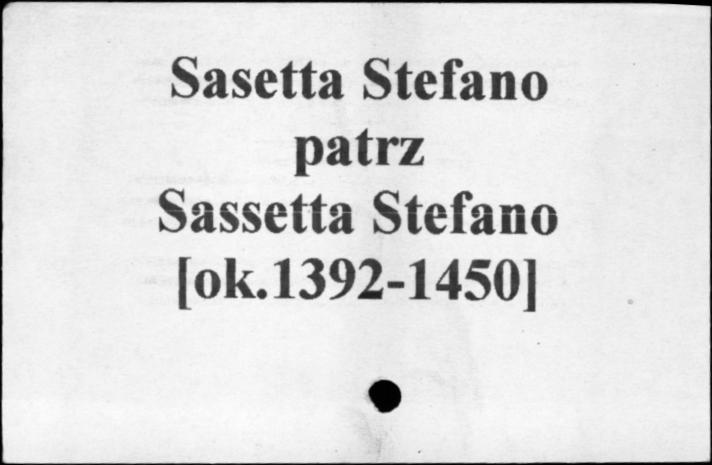 Sasetta Stefano
patrz
Sassetta Stefano
[ok.1392-1450]